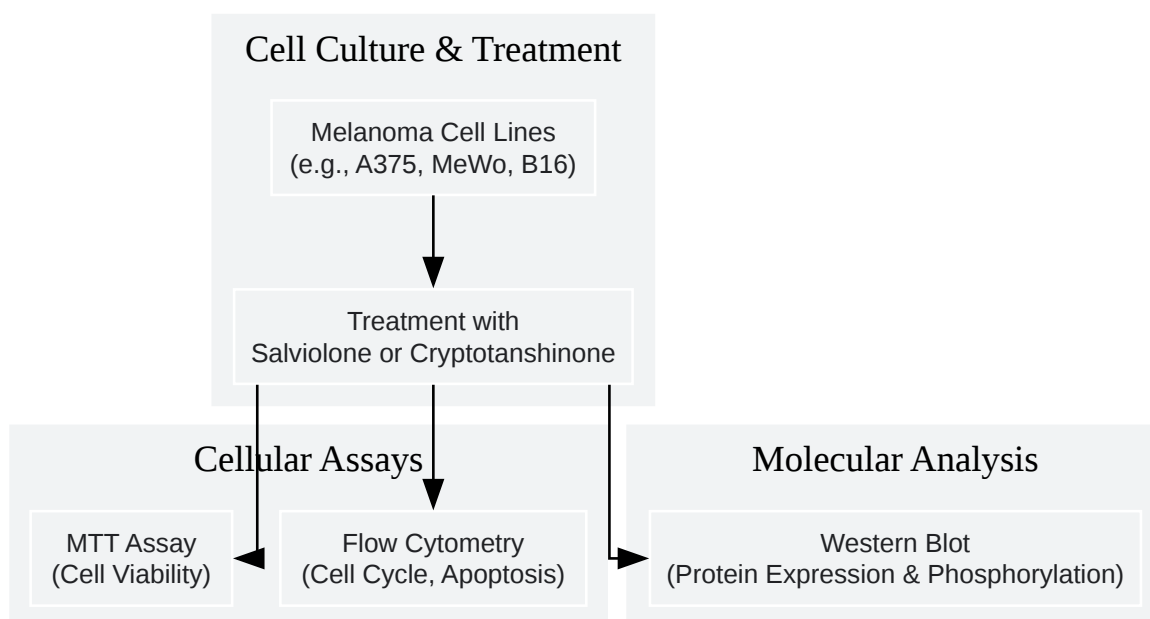 Cell Culture & Treatment
Melanoma Cell Lines
(e.g., A375, MeWo, B16)
Treatment with
Salviolone or Cryptotanshinone
Cellular Assays
MTT Assay
(Cell Viability)
Flow Cytometry
(Cell Cycle, Apoptosis)
Molecular Analysis
Western Blot
(Protein Expression & Phosphorylation)